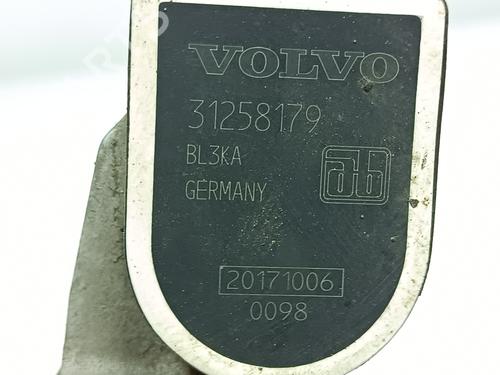 VOLVO
31258179
BL3KA
GERMANY
ab
20171006
0098